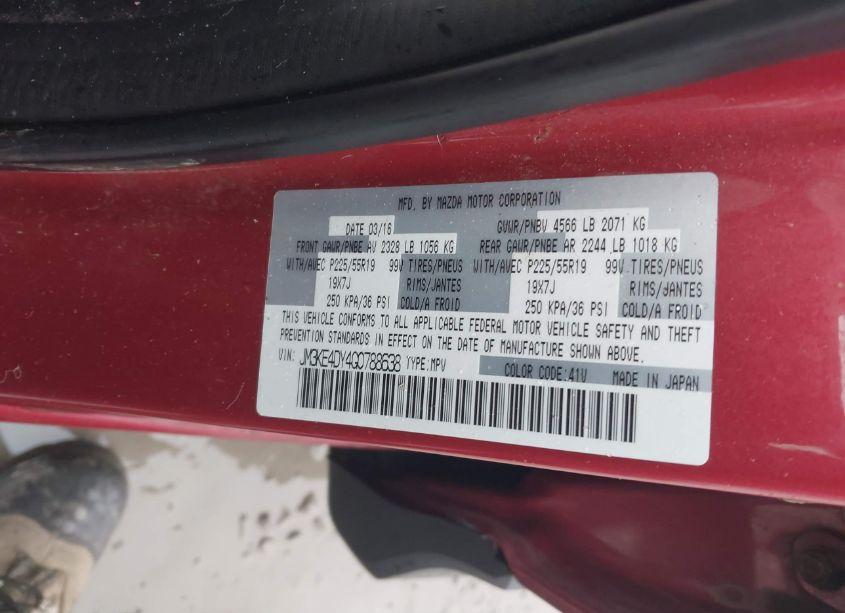 MFD. BY MAZDA MOTOR CORPORATION
DATE 03/16 GVWR/PNBV 4566 LB 2071 KG
FRONT GAWR/PNBE AV 2328 LB 1056 KG REAR GAWR/PNBE AR 2244 LB 1018 KG
WITH/AVEC P225/55R19 99V TIRES/PNEUS WITH/AVEC P225/55R19 99V TIRES/PNEUS
19X7J RIMS/JANTES 19X7J RIMS/JANTES
250 KPA/36 PSI COLD/A FROID 250 KPA/36 PSI COLD/A FROID
THIS VEHICLE CONFORMS TO ALL APPLICABLE FEDERAL MOTOR VEHICLE SAFETY AND THEFT
PREVENTION STANDARDS IN EFFECT ON THE DATE OF MANUFACTURE SHOWN ABOVE.
VIN: JM3KE4DY4G0788638 TYPE:MPV COLOR CODE:41V MADE IN JAPAN